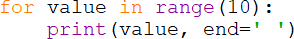 for value in range(10):
    print(value, end=' ')